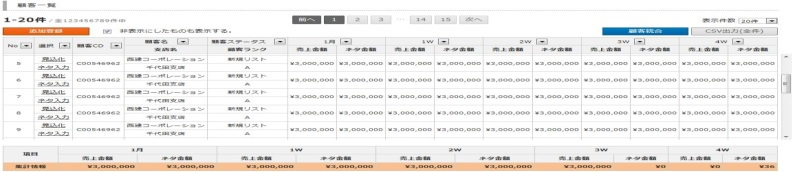 顧客一覧
1-20件 / 全123456789件中
前へ 1 2 3 … 14 15 次へ
表示件数 20件
追加登録 非表示にしたものも表示する。 顧客統合 CSV出力(全件)
No 選択 顧客CD 顧客名 顧客ステータス 1月 1W 2W 3W 4W
支店名 顧客ランク 売上金額 ネタ金額 売上金額 ネタ金額 売上金額 ネタ金額 売上金額 ネタ金額 売上金額 ネタ金額
5 見込化 ネタ入力 C00546962 西建コーポレーション 新規リスト ¥3,000,000 ¥3,000,000 ¥3,000,000 ¥3,000,000 ¥3,000,000 ¥3,000,000 ¥3,000,000 ¥3,000,000 ¥3,000,000 ¥3,000,000
千代田支店 A
6 見込化 ネタ入力 C00546962 西建コーポレーション 新規リスト ¥3,000,000 ¥3,000,000 ¥3,000,000 ¥3,000,000 ¥3,000,000 ¥3,000,000 ¥3,000,000 ¥3,000,000 ¥3,000,000 ¥3,000,000
千代田支店 A
7 見込化 ネタ入力 C00546962 西建コーポレーション 新規リスト ¥3,000,000 ¥3,000,000 ¥3,000,000 ¥3,000,000 ¥3,000,000 ¥3,000,000 ¥3,000,000 ¥3,000,000 ¥3,000,000 ¥3,000,000
千代田支店 A
8 見込化 ネタ入力 C00546962 西建コーポレーション 新規リスト ¥3,000,000 ¥3,000,000 ¥3,000,000 ¥3,000,000 ¥3,000,000 ¥3,000,000 ¥3,000,000 ¥3,000,000 ¥3,000,000 ¥3,000,000
千代田支店 A
9 見込化 ネタ入力 C00546962 西建コーポレーション 新規リスト ¥3,000,000 ¥3,000,000 ¥3,000,000 ¥3,000,000 ¥3,000,000 ¥3,000,000 ¥3,000,000 ¥3,000,000 ¥3,000,000 ¥3,000,000
千代田支店 A
項目 1月 1W 2W 3W 4W
売上金額 ネタ金額 売上金額 ネタ金額 売上金額 ネタ金額 売上金額 ネタ金額 売上金額 ネタ金額
集計情報 ¥3,000,000 ¥3,000,000 ¥3,000,000 ¥3,000,000 ¥3,000,000 ¥3,000,000 ¥3,000,000 ¥0 ¥0 ¥36